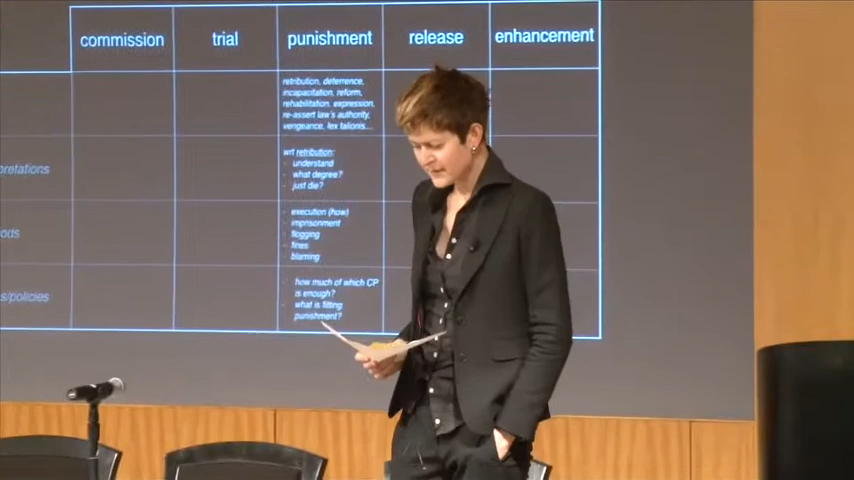 commission trial punishment release enhancement
retribution, deterrence,
incapacitation, reform,
rehabilitation, expression,
re-assert law's authority,
vengeance, lex talionis...
wrt retribution:
- understand
- what degree?
- just die?
pretations
- execution (how)
- imprisonment
- flogging
- fines
- blaming
ods
- how much of which CP
is enough?
- what is fitting
punishment?
s/policies